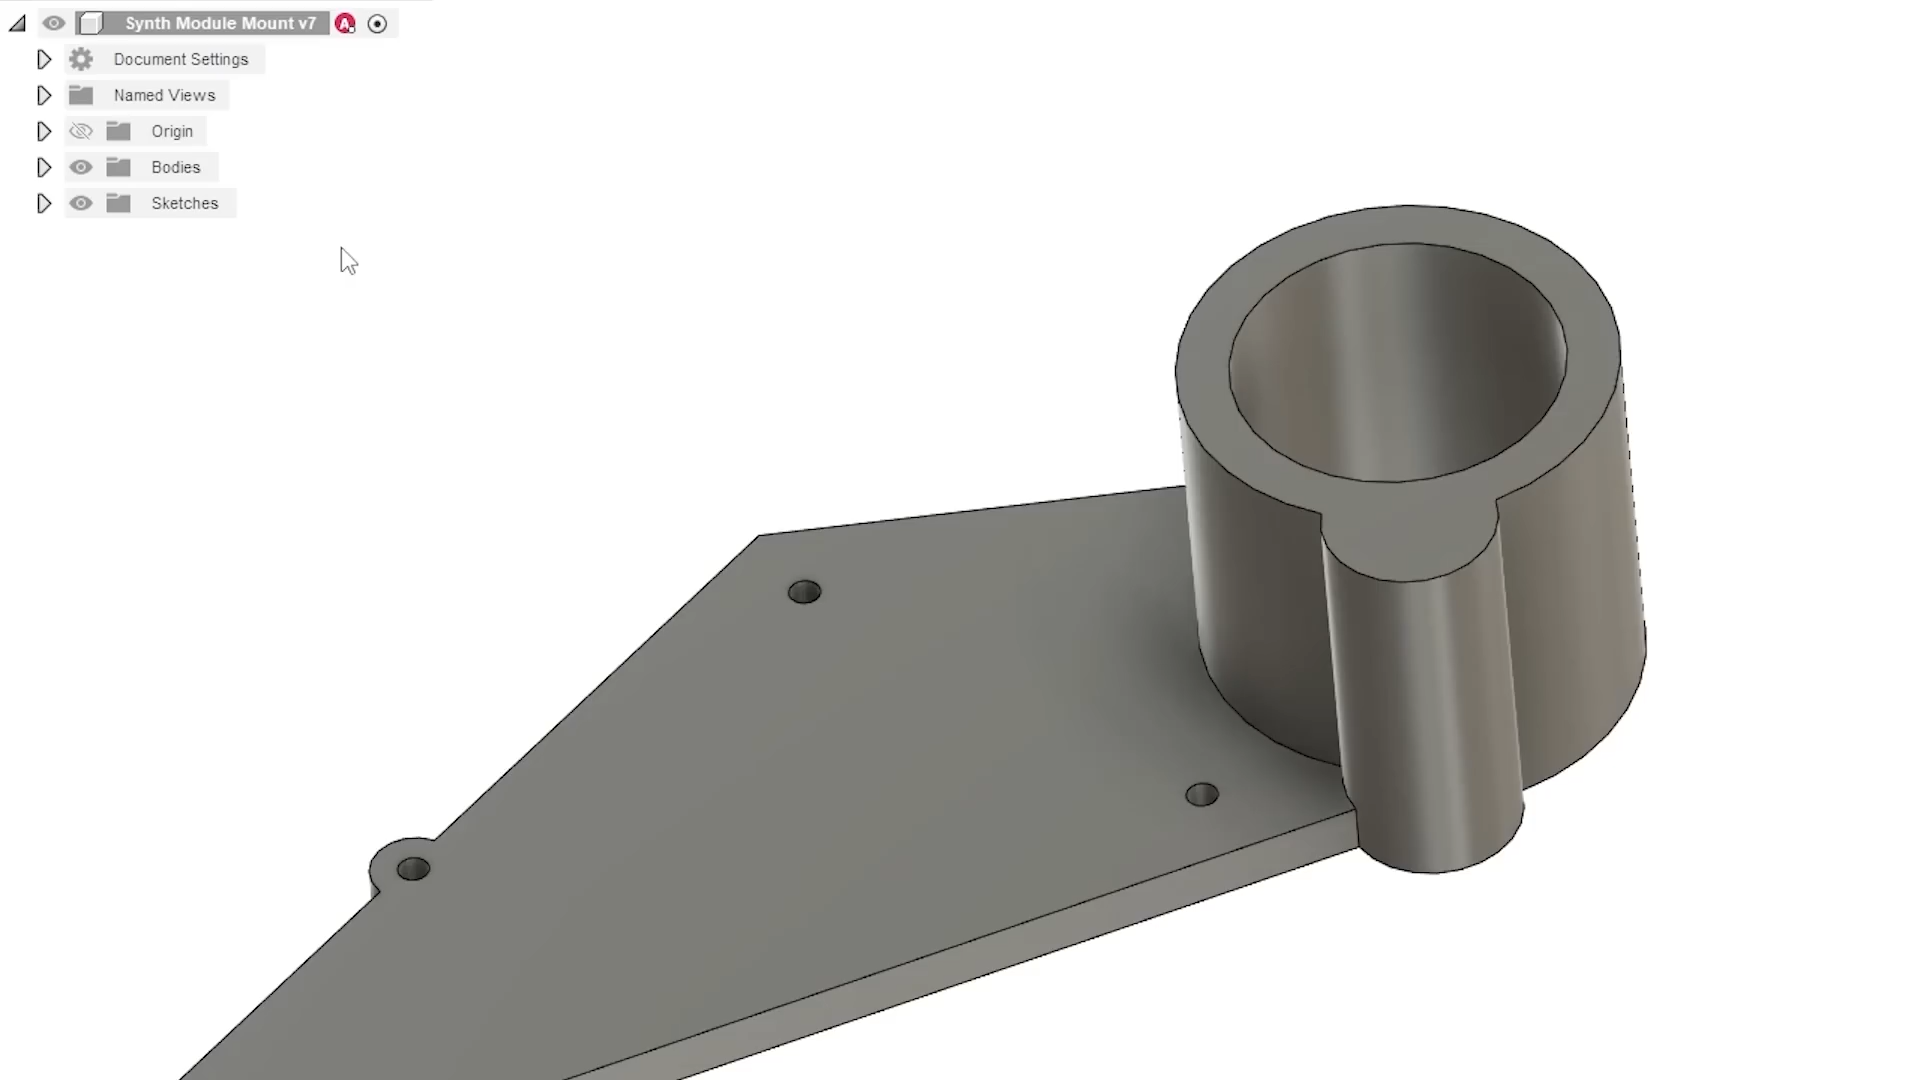 Synth Module Mount v7 A
Document Settings
Named Views
Origin
Bodies
Sketches